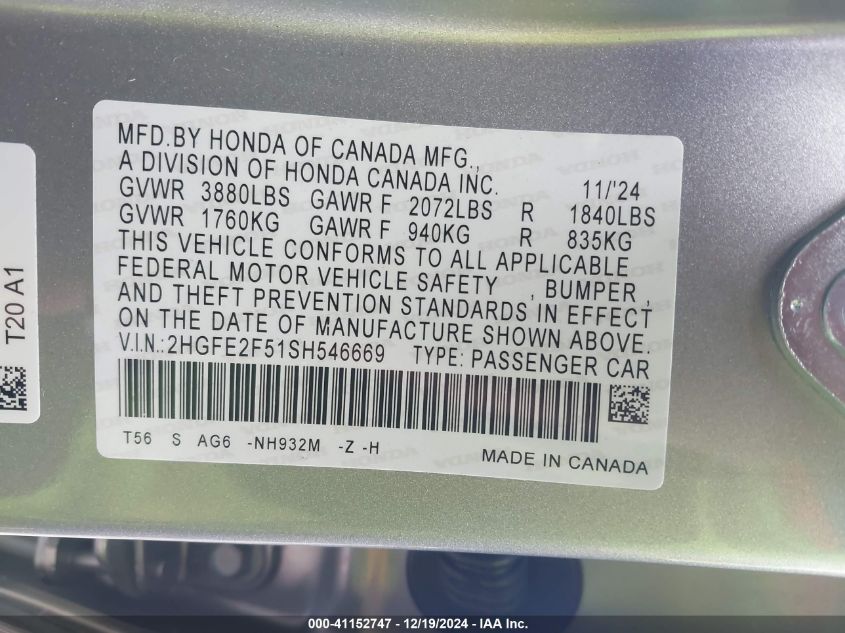 MFD.BY HONDA OF CANADA MFG.,
A DIVISION OF HONDA CANADA INC. 11/'24
GVWR 3880LBS GAWR F 2072LBS R 1840LBS
GVWR 1760KG GAWR F 940KG R 835KG
THIS VEHICLE CONFORMS TO ALL APPLICABLE
FEDERAL MOTOR VEHICLE SAFETY , BUMPER ,
AND THEFT PREVENTION STANDARDS IN EFFECT
ON THE DATE OF MANUFACTURE SHOWN ABOVE.
V.I.N.:2HGFE2F51SH546669 TYPE: PASSENGER CAR
T56 S AG6 -NH932M -Z -H
MADE IN CANADA
T20 A1
000-41152747 - 12/19/2024 - IAA Inc.